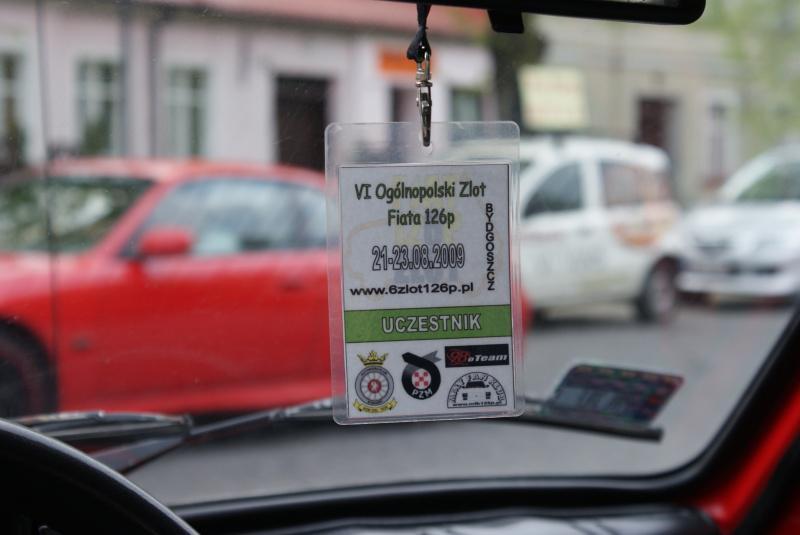 VI Ogólnopolski Zlot
Fiata 126p
BYDGOSZCZ
21-23.08.2009
www.6zlot126p.pl
UCZESTNIK
eTeam
PZM